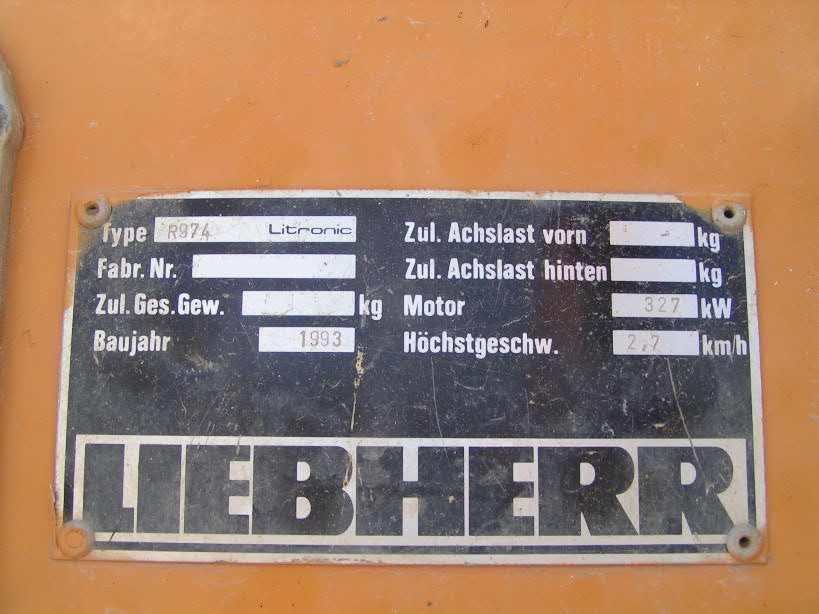 Type R974 Litronic
Fabr. Nr.
Zul. Ges. Gew. kg
Baujahr 1993
Zul. Achslast vorn - kg
Zul. Achslast hinten kg
Motor 327 kW
Höchstgeschw. 2,7 km/h
LIEBHERR